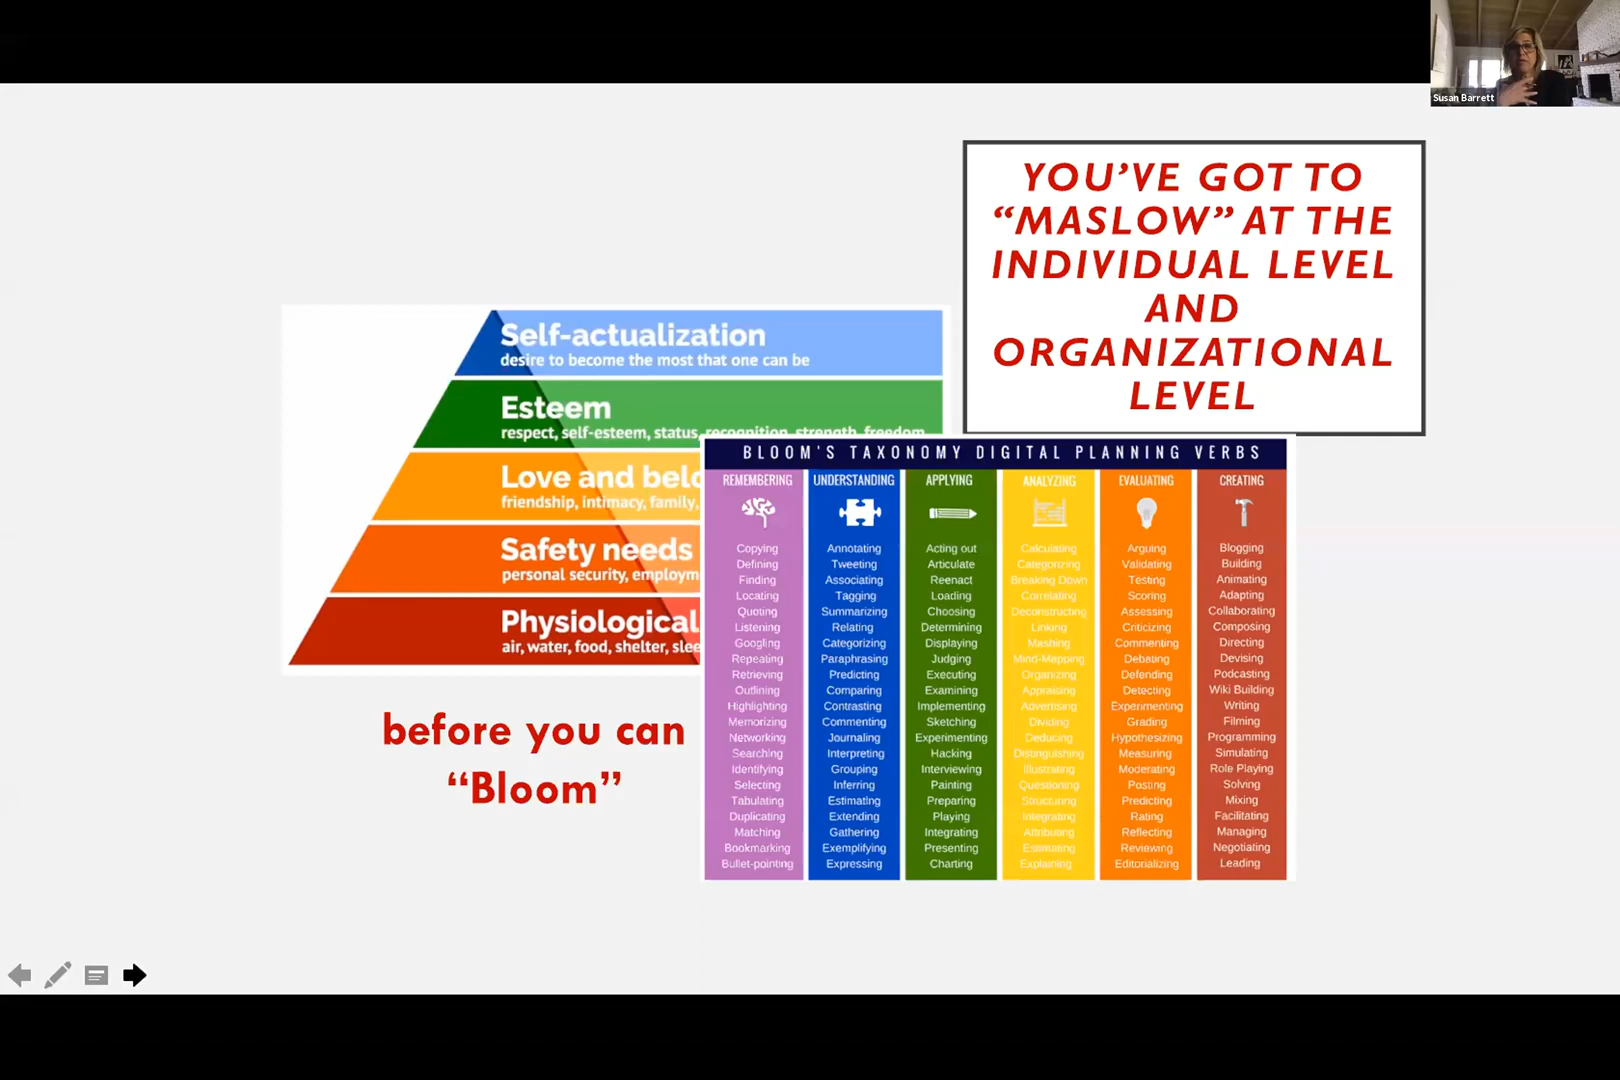 Susan Barrett
YOU’VE GOT TO
“MASLOW” AT THE
INDIVIDUAL LEVEL
AND
ORGANIZATIONAL
LEVEL
Self-actualization
desire to become the most that one can be
Esteem
respect, self-esteem, status, recognition, strength, freedom
Love and belo
friendship, intimacy, family,
Safety needs
personal security, employm
Physiological
air, water, food, shelter, slee
before you can
“Bloom”
BLOOM'S TAXONOMY DIGITAL PLANNING VERBS
REMEMBERING
Copying
Defining
Finding
Locating
Quoting
Listening
Googling
Repeating
Retrieving
Outlining
Highlighting
Memorizing
Networking
Searching
Identifying
Selecting
Tabulating
Duplicating
Matching
Bookmarking
Bullet-pointing
UNDERSTANDING
Annotating
Tweeting
Associating
Tagging
Summarizing
Relating
Categorizing
Paraphrasing
Predicting
Comparing
Contrasting
Commenting
Journaling
Interpreting
Grouping
Inferring
Estimating
Extending
Gathering
Exemplifying
Expressing
APPLYING
Acting out
Articulate
Reenact
Loading
Choosing
Determining
Displaying
Judging
Executing
Examining
Implementing
Sketching
Experimenting
Hacking
Interviewing
Painting
Preparing
Playing
Integrating
Presenting
Charting
ANALYZING
Calculating
Categorizing
Breaking Down
Correlating
Deconstructing
Linking
Mashing
Mind-Mapping
Organizing
Appraising
Advertising
Dividing
Deducing
Distinguishing
Illustrating
Questioning
Structuring
Integrating
Attributing
Estimating
Explaining
EVALUATING
Arguing
Validating
Testing
Scoring
Assessing
Criticizing
Commenting
Debating
Defending
Detecting
Experimenting
Grading
Hypothesizing
Measuring
Moderating
Posting
Predicting
Rating
Reflecting
Reviewing
Editorializing
CREATING
Blogging
Building
Animating
Adapting
Collaborating
Composing
Directing
Devising
Podcasting
Wiki Building
Writing
Filming
Programming
Simulating
Role Playing
Solving
Mixing
Facilitating
Managing
Negotiating
Leading